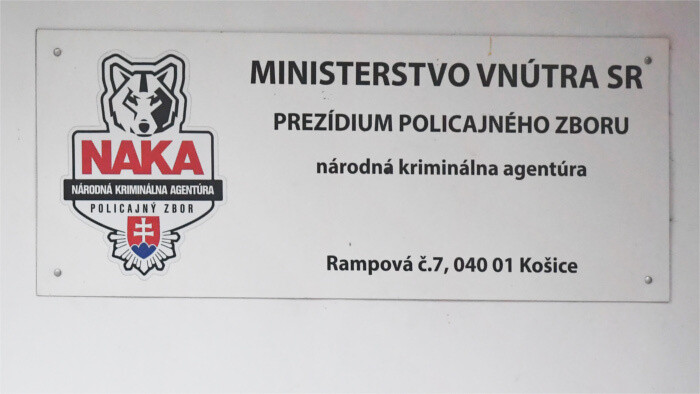 NAKA
NÁRODNÁ KRIMINÁLNA AGENTÚRA
POLICAJNÝ ZBOR
MINISTERSTVO VNÚTRA SR
PREZÍDIUM POLICAJNÉHO ZBORU
národná kriminálna agentúra
Rampová č.7, 040 01 Košice